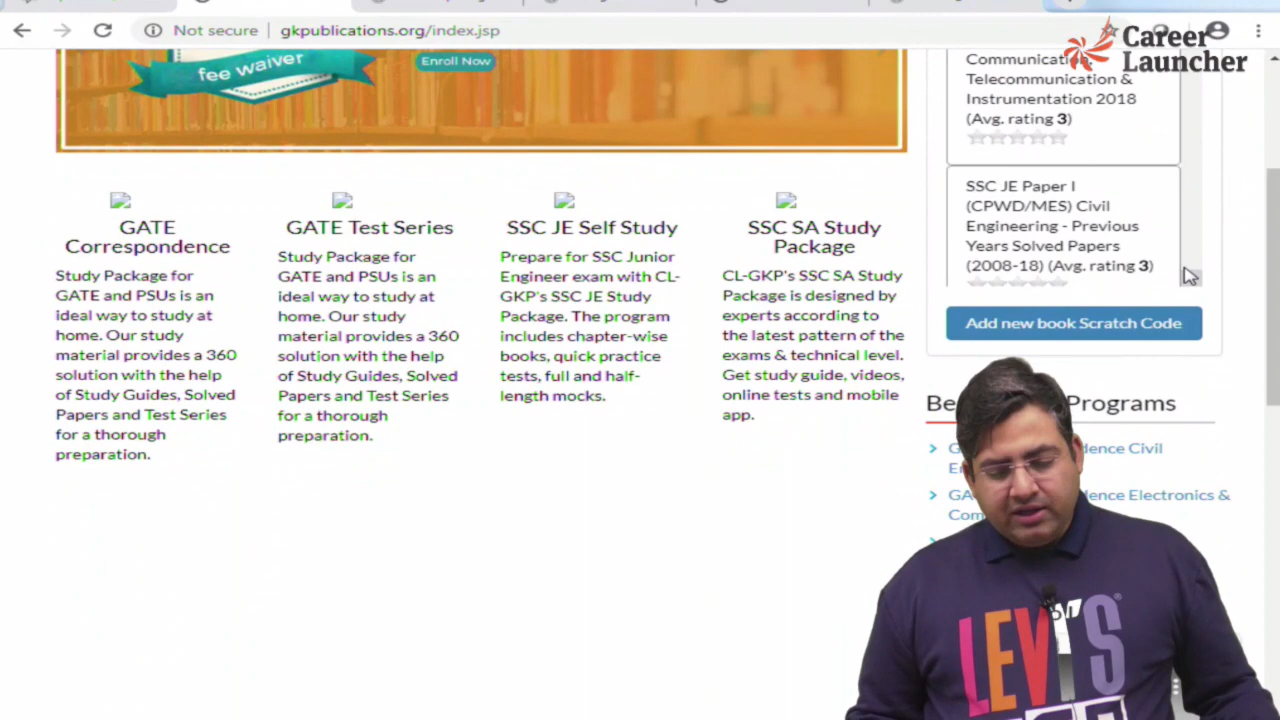 Not secure
gkpublications.org/index.jsp
Career
Launcher
fee waiver
Enroll Now
Communication,
Telecommunication &
Instrumentation 2018
(Avg. rating 3)
SSC JE Paper I
(CPWD/MES) Civil
Engineering - Previous
Years Solved Papers
(2008-18) (Avg. rating 3)
Add new book Scratch Code
GATE
Correspondence
Study Package for
GATE and PSUs is an
ideal way to study at
home. Our study
material provides a 360
solution with the help
of Study Guides, Solved
Papers and Test Series
for a thorough
preparation.
GATE Test Series
Study Package for
GATE and PSUs is an
ideal way to study at
home. Our study
material provides a 360
solution with the help
of Study Guides, Solved
Papers and Test Series
for a thorough
preparation.
SSC JE Self Study
Prepare for SSC Junior
Engineer exam with CL-
GKP's SSC JE Study
Package. The program
includes chapter-wise
books, quick practice
tests, full and half-
length mocks.
SSC SA Study
Package
CL-GKP's SSC SA Study
Package is designed by
experts according to
the latest pattern of the
exams & technical level.
Get study guide, videos,
online tests and mobile
app.
Programs
Civil
Electronics &
LEVI'S